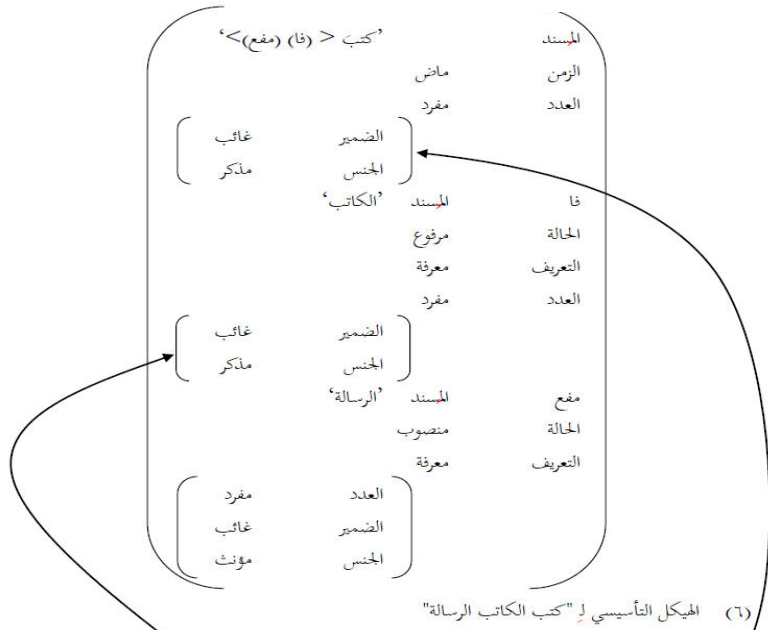 المسند ’كتبَ < (فا) (مفع)>‘
الزمن ماض
العدد مفرد
الضمير غائب
الجنس مذكر
فا المسند ’الكاتب‘
الحالة مرفوع
التعريف معرفة
العدد مفرد
الضمير غائب
الجنس مذكر
مفع المسند ’الرسالة‘
الحالة منصوب
التعريف معرفة
العدد مفرد
الضمير غائب
الجنس مؤنث
(٦) الهيكل التأسيسي لِـ "كتب الكاتب الرسالة"